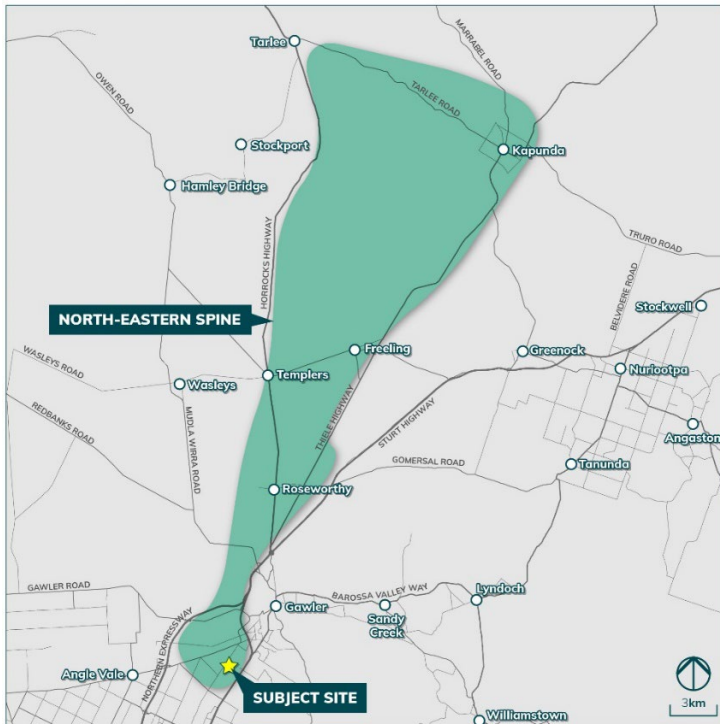 MARRABEL ROAD
Tarlee
OWEN ROAD
TARLEE ROAD
Stockport
Kapunda
Hamley Bridge
HORROCKS HIGHWAY
TRURO ROAD
BELVIDERE ROAD
Stockwell
NORTH-EASTERN SPINE
WASLEYS ROAD
Freeling
Greenock
Nuriootpa
Templers
Wasleys
THIELE HIGHWAY
STURT HIGHWAY
REDBANKS ROAD
MUDLA WIRRA ROAD
Angaston
GOMERSAL ROAD
Tanunda
Roseworthy
GAWLER ROAD
BAROSSA VALLEY WAY
Lyndoch
Gawler
Sandy
Creek
NORTHERN EXPRESSWAY
Angle Vale
SUBJECT SITE
3km
Williamstown